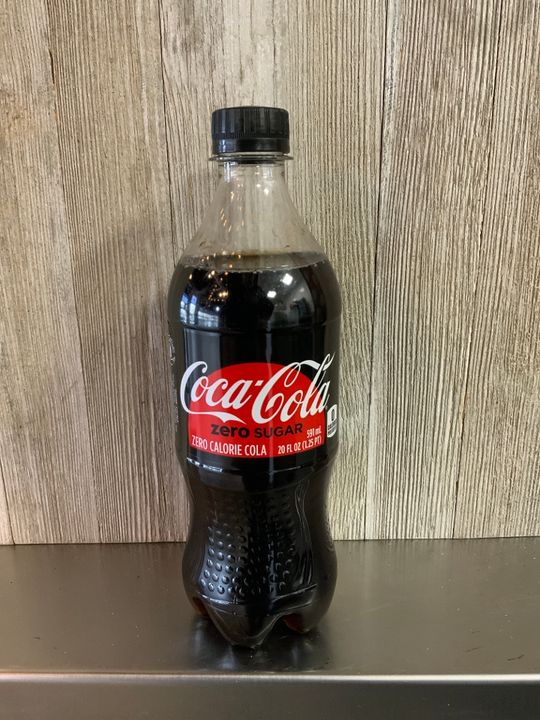 Coca-Cola
zero SUGAR
591 mL
ZERO CALORIE COLA 20 FL OZ (1.25 PT)